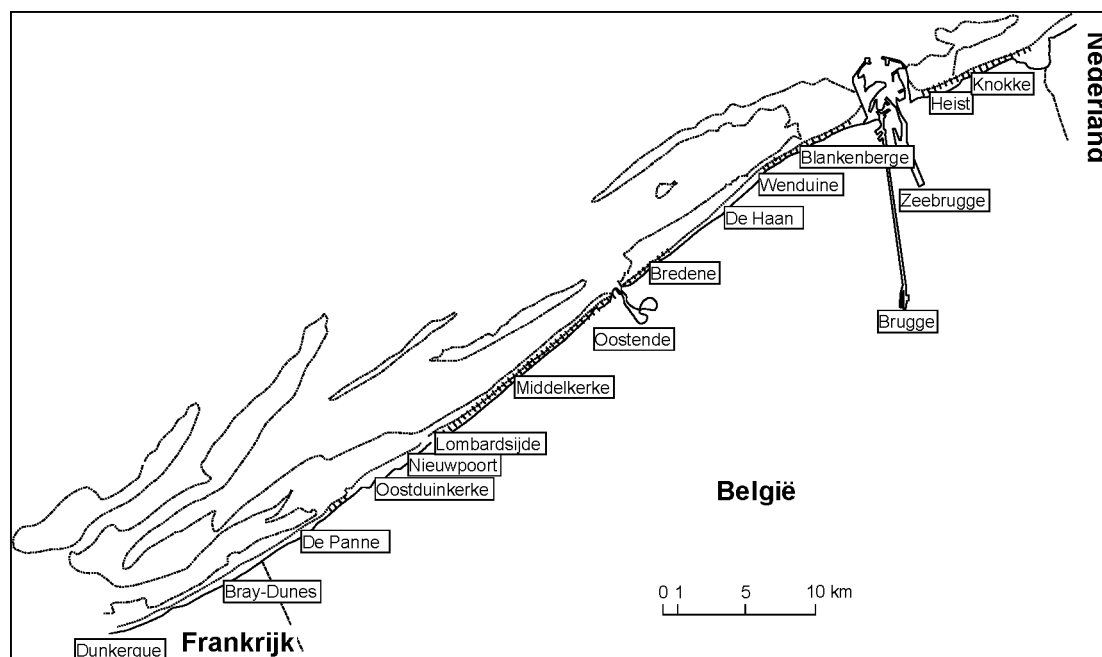 Nederland
Knokke
Heist
Blankenberge
Wenduine
Zeebrugge
De Haan
Bredene
Brugge
Oostende
Middelkerke
Lombardsijde
Nieuwpoort
Oostduinkerke
België
De Panne
Bray-Dunes
0 1 5 10 km
Dunkerque
Frankrijk